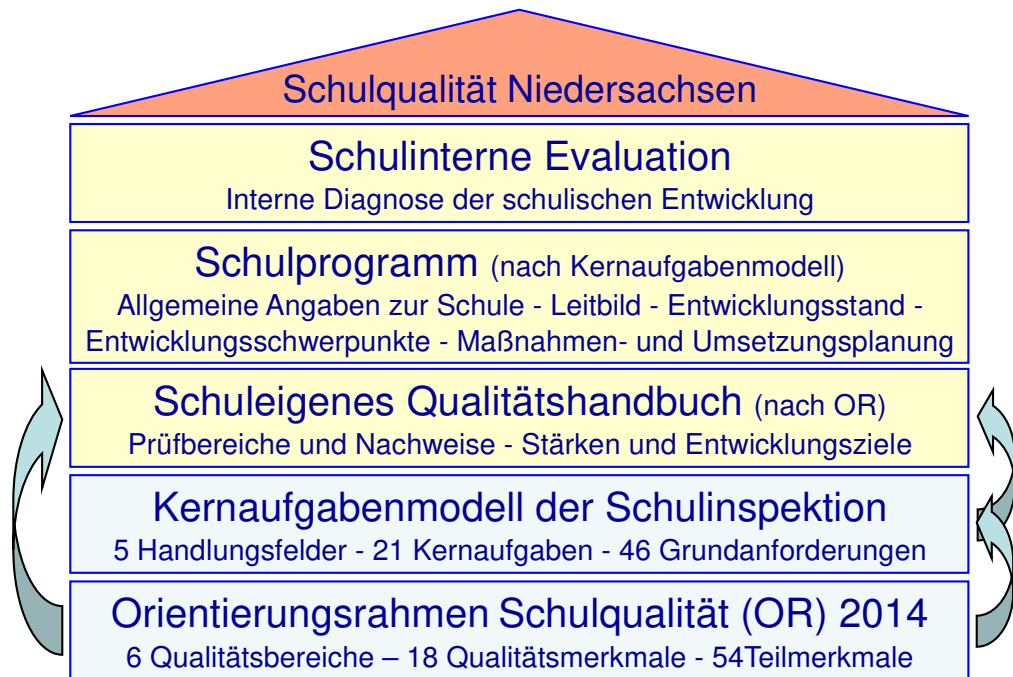 Schulqualität Niedersachsen
Schulinterne Evaluation
Interne Diagnose der schulischen Entwicklung
Schulprogramm (nach Kernaufgabenmodell)
Allgemeine Angaben zur Schule - Leitbild - Entwicklungsstand -
Entwicklungsschwerpunkte - Maßnahmen- und Umsetzungsplanung
Schuleigenes Qualitätshandbuch (nach OR)
Prüfbereiche und Nachweise - Stärken und Entwicklungsziele
Kernaufgabenmodell der Schulinspektion
5 Handlungsfelder - 21 Kernaufgaben - 46 Grundanforderungen
Orientierungsrahmen Schulqualität (OR) 2014
6 Qualitätsbereiche – 18 Qualitätsmerkmale - 54Teilmerkmale